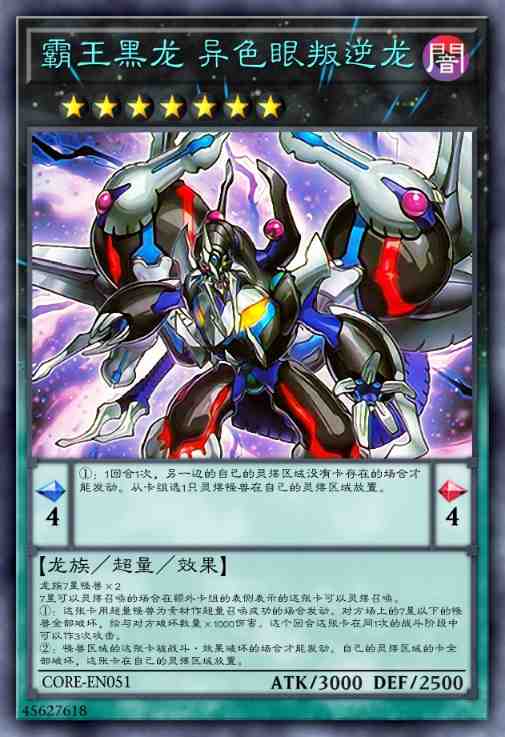 霸王黑龙 异色眼叛逆龙 闇
①：1回合1次，另一边的自己的灵摆区域没有卡存在的场合才
能发动。从卡组选1只灵摆怪兽在自己的灵摆区域放置。
4
4
【龙族／超量／效果】
龙族7星怪兽×2
7星可以灵摆召唤的场合在额外卡组的表侧表示的这张卡可以灵摆召唤。
①：这张卡用超量怪兽为素材作超量召唤成功的场合发动。对方场上的7星以下的怪
兽全部破坏，给与对方破坏数量×1000伤害。这个回合这张卡在同1次的战斗阶段中
可以作3次攻击。
②：怪兽区域的这张卡被战斗·效果破坏的场合才能发动。自己的灵摆区域的卡全
部破坏，这张卡在自己的灵摆区域放置。
CORE-EN051
ATK/3000 DEF/2500
45627618